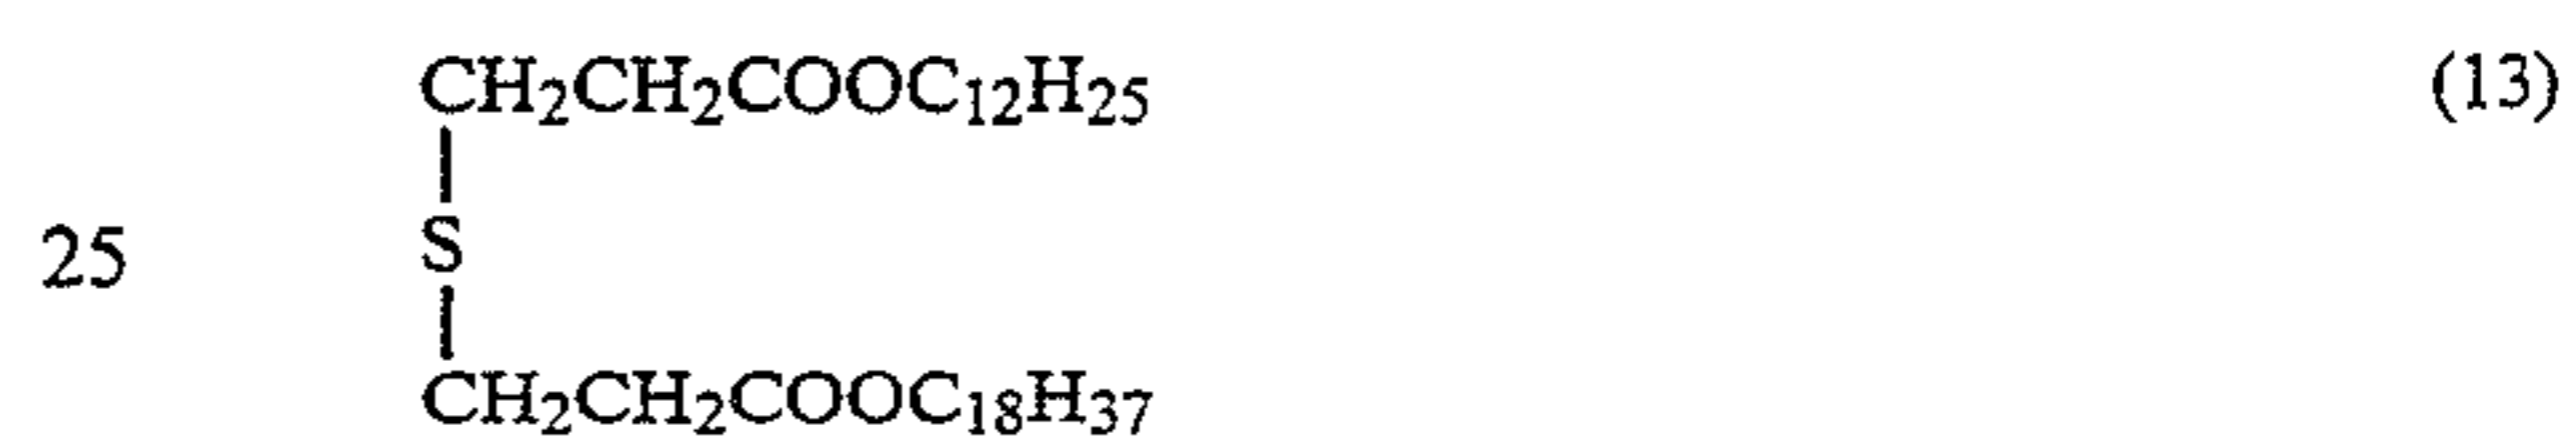 CH₂CH₂COOC₁₂H₂₅ (13)
25 S
CH₂CH₂COOC₁₈H₃₇